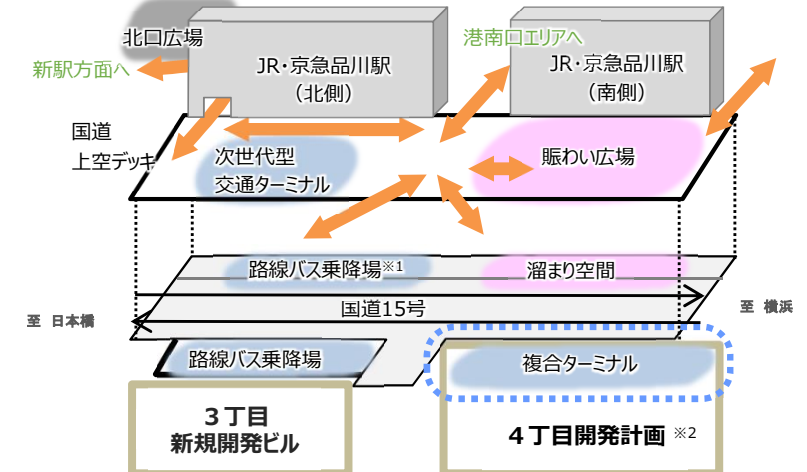 北口広場
新駅方面へ
JR・京急品川駅
（北側）
港南口エリアへ
JR・京急品川駅
（南側）
国道
上空デッキ
次世代型
交通ターミナル
賑わい広場
路線バス乗降場※1
溜まり空間
国道15号
至 日本橋
至 横浜
路線バス乗降場
複合ターミナル
３丁目
新規開発ビル
４丁目開発計画 ※2